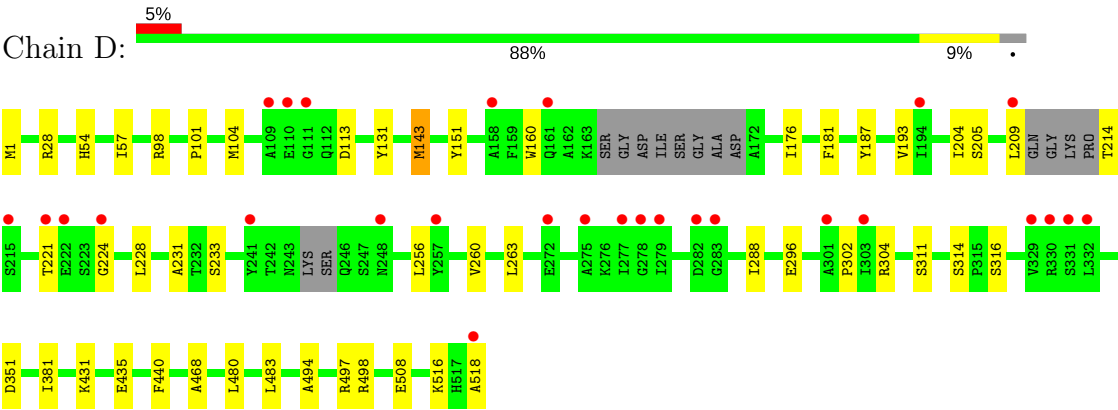 5%
Chain D:
88%
9%
•
M1 R28 H54 I57 R98 P101 M104 A109 E110 G111 Q112 D113 Y131 M143 Y151 A158 F159 W160 Q161 A162 K163 SER GLY ASP ILE SER GLY ALA ASP A172 I176 F181 Y187 V193 I194 I204 S205 L209 GLN GLY LYS PRO T214
S215 T221 E222 S223 G224 L228 A231 T232 S233 Y241 T242 N243 LYS SER Q246 S247 N248 L256 Y257 V260 L263 E272 A275 K276 I277 G278 I279 D282 G283 I288 E296 A301 P302 I303 R304 S311 S314 P315 S316 V329 R330 S331 L332
D351 I381 K431 E435 F440 A468 L480 L483 A494 R497 R498 E508 K516 H517 A518